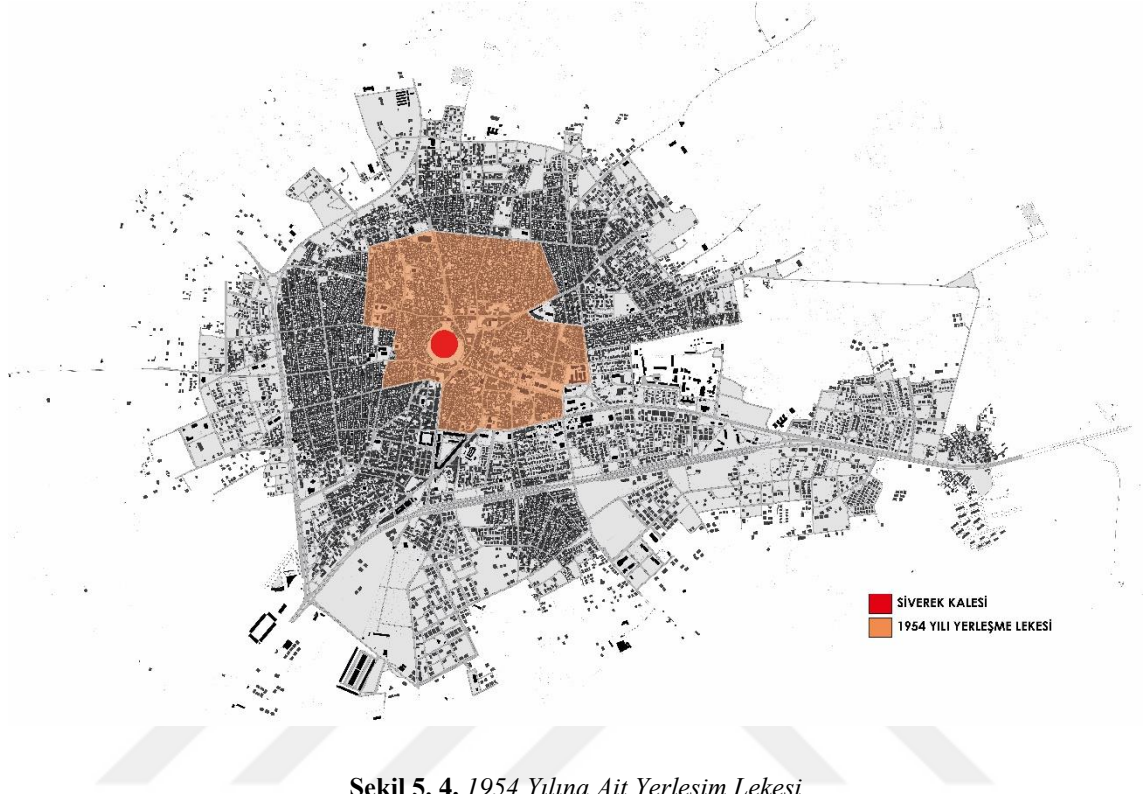 SİVEREK KALESİ
1954 YILI YERLEŞME LEKESİ
Şekil 5. 4. 1954 Yılına Ait Yerleşim Lekesi